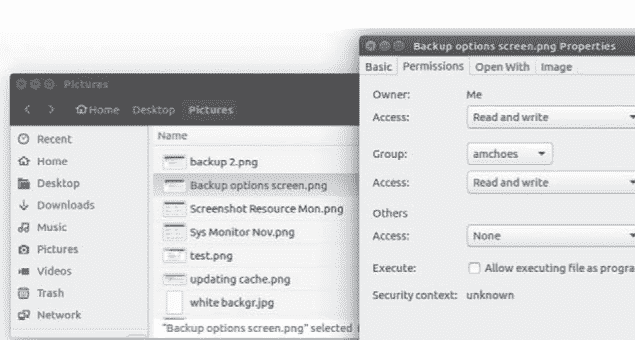 Pictures
Home Desktop Pictures
Recent
Home
Desktop
Downloads
Music
Pictures
Videos
Trash
Network
Name
backup 2.png
Backup options screen.png
Screenshot Resource Mon.png
Sys Monitor Nov.png
test.png
updating cache.png
white backgr.jpg
"Backup options screen.png" selected
Backup options screen.png Properties
Basic Permissions Open With Image
Owner: Me
Access: Read and write
Group: amchoes
Access: Read and write
Others
Access: None
Execute: Allow executing file as progra
Security context: unknown